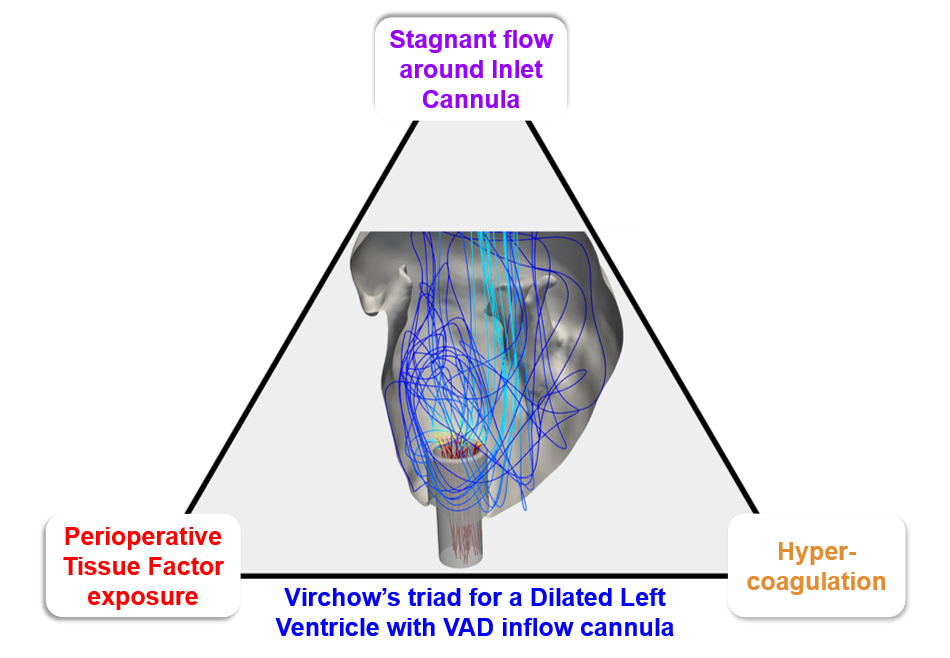 Stagnant flow
around Inlet
Cannula
Perioperative
Tissue Factor
exposure
Hyper-
coagulation
Virchow’s triad for a Dilated Left
Ventricle with VAD inflow cannula